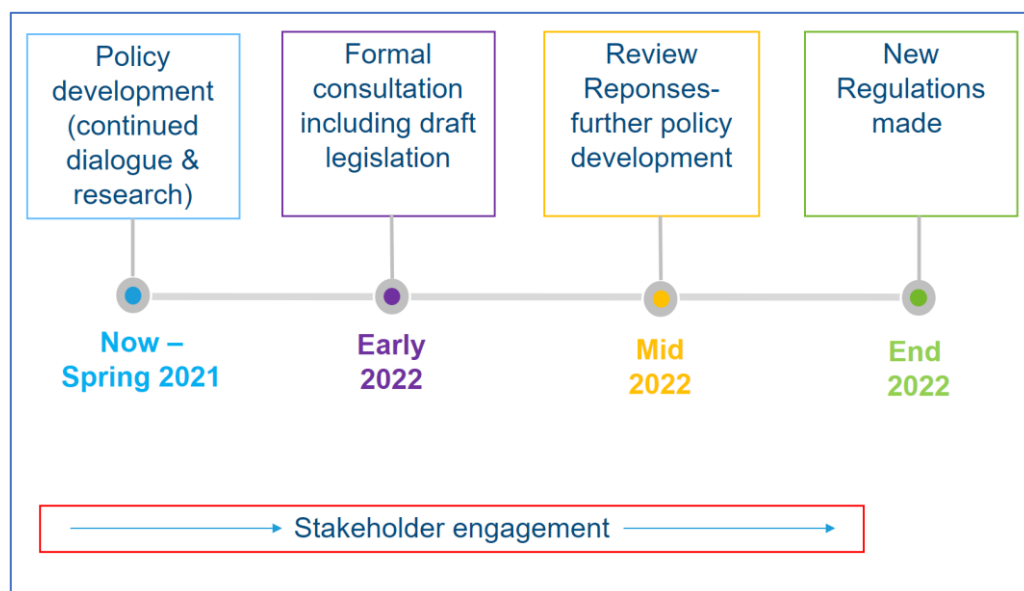 Policy
development
(continued
dialogue &
research)
Formal
consultation
including draft
legislation
Review
Reponses-
further policy
development
New
Regulations
made
Now –
Spring 2021
Early
2022
Mid
2022
End
2022
Stakeholder engagement